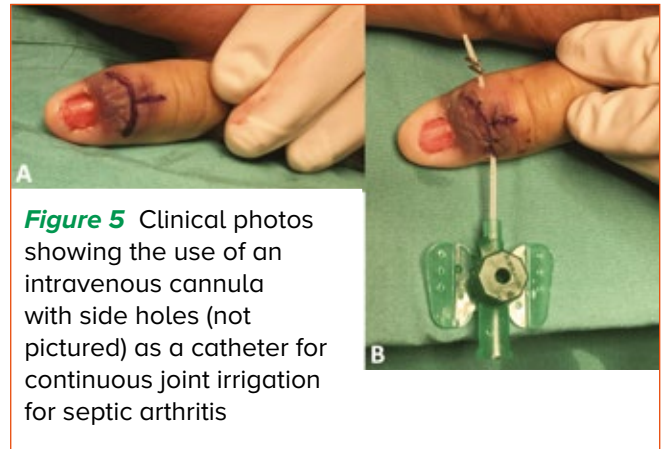 A
B
Figure 5 Clinical photos
showing the use of an
intravenous cannula
with side holes (not
pictured) as a catheter for
continuous joint irrigation
for septic arthritis